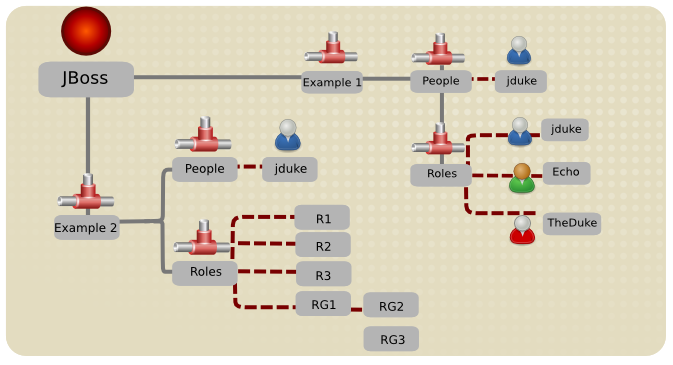 JBoss
Example 1
People
jduke
jduke
Roles
Echo
TheDuke
People
jduke
Example 2
R1
R2
Roles
R3
RG1
RG2
RG3